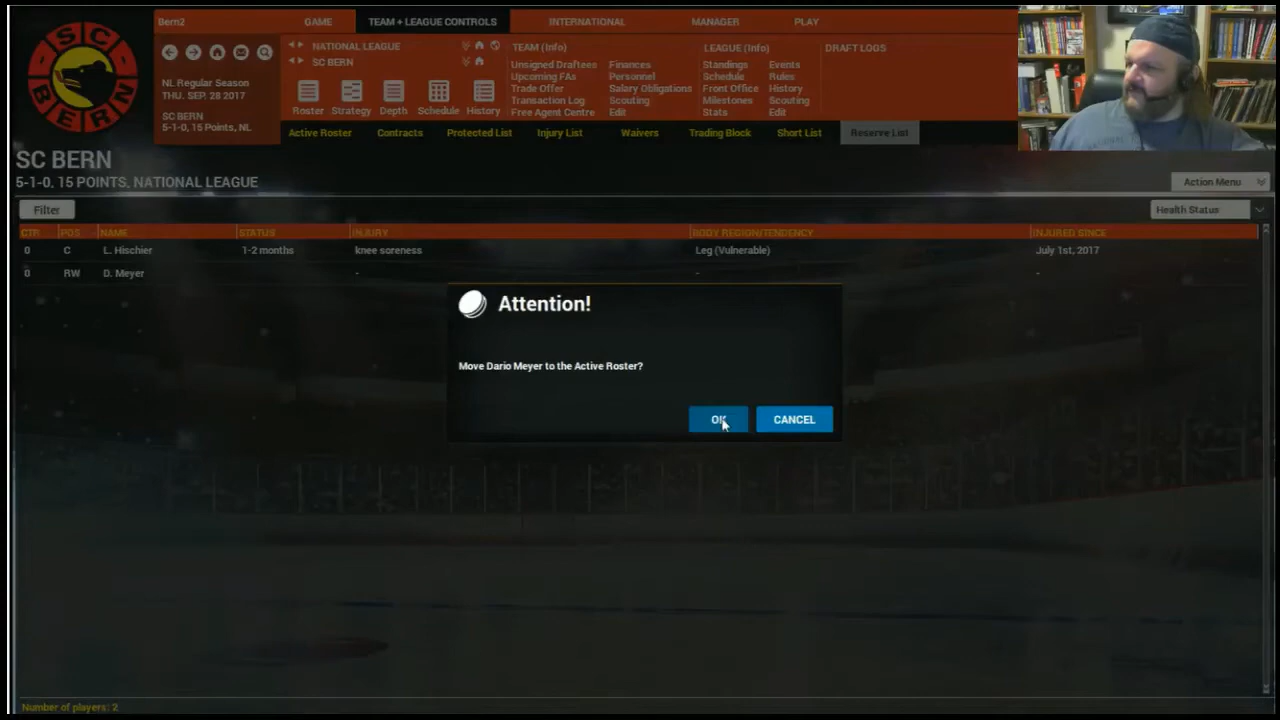 SC
BERN
Bern2
GAME
TEAM + LEAGUE CONTROLS
INTERNATIONAL
MANAGER
PLAY
NATIONAL LEAGUE
SC BERN
NL Regular Season
THU. SEP. 28 2017
SC BERN
5-1-0, 15 Points, NL
Roster Strategy Depth Schedule History
TEAM (Info)
Unsigned Draftees Finances
Upcoming FAs Personnel
Trade Offer Salary Obligations
Transaction Log Scouting
Free Agent Centre Edit
LEAGUE (Info)
Standings Events
Schedule Rules
Front Office History
Milestones Scouting
Stats Edit
DRAFT LOGS
Active Roster Contracts Protected List Injury List Waivers Trading Block Short List Reserve List
SC BERN
5-1-0, 15 POINTS, NATIONAL LEAGUE
Action Menu
Filter
Health Status
CTR POS NAME STATUS INJURY BODY REGION/TENDENCY INJURED SINCE
0 C L. Hischier 1-2 months knee soreness Leg (Vulnerable) July 1st, 2017
0 RW D. Meyer - - -
Attention!
Move Dario Meyer to the Active Roster?
OK CANCEL
Number of players: 2